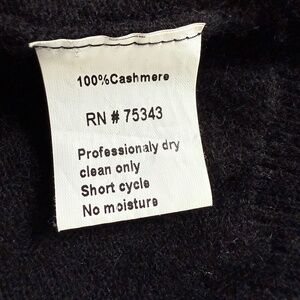 100%Cashmere
RN # 75343
Professionaly dry
clean only
Short cycle
No moisture